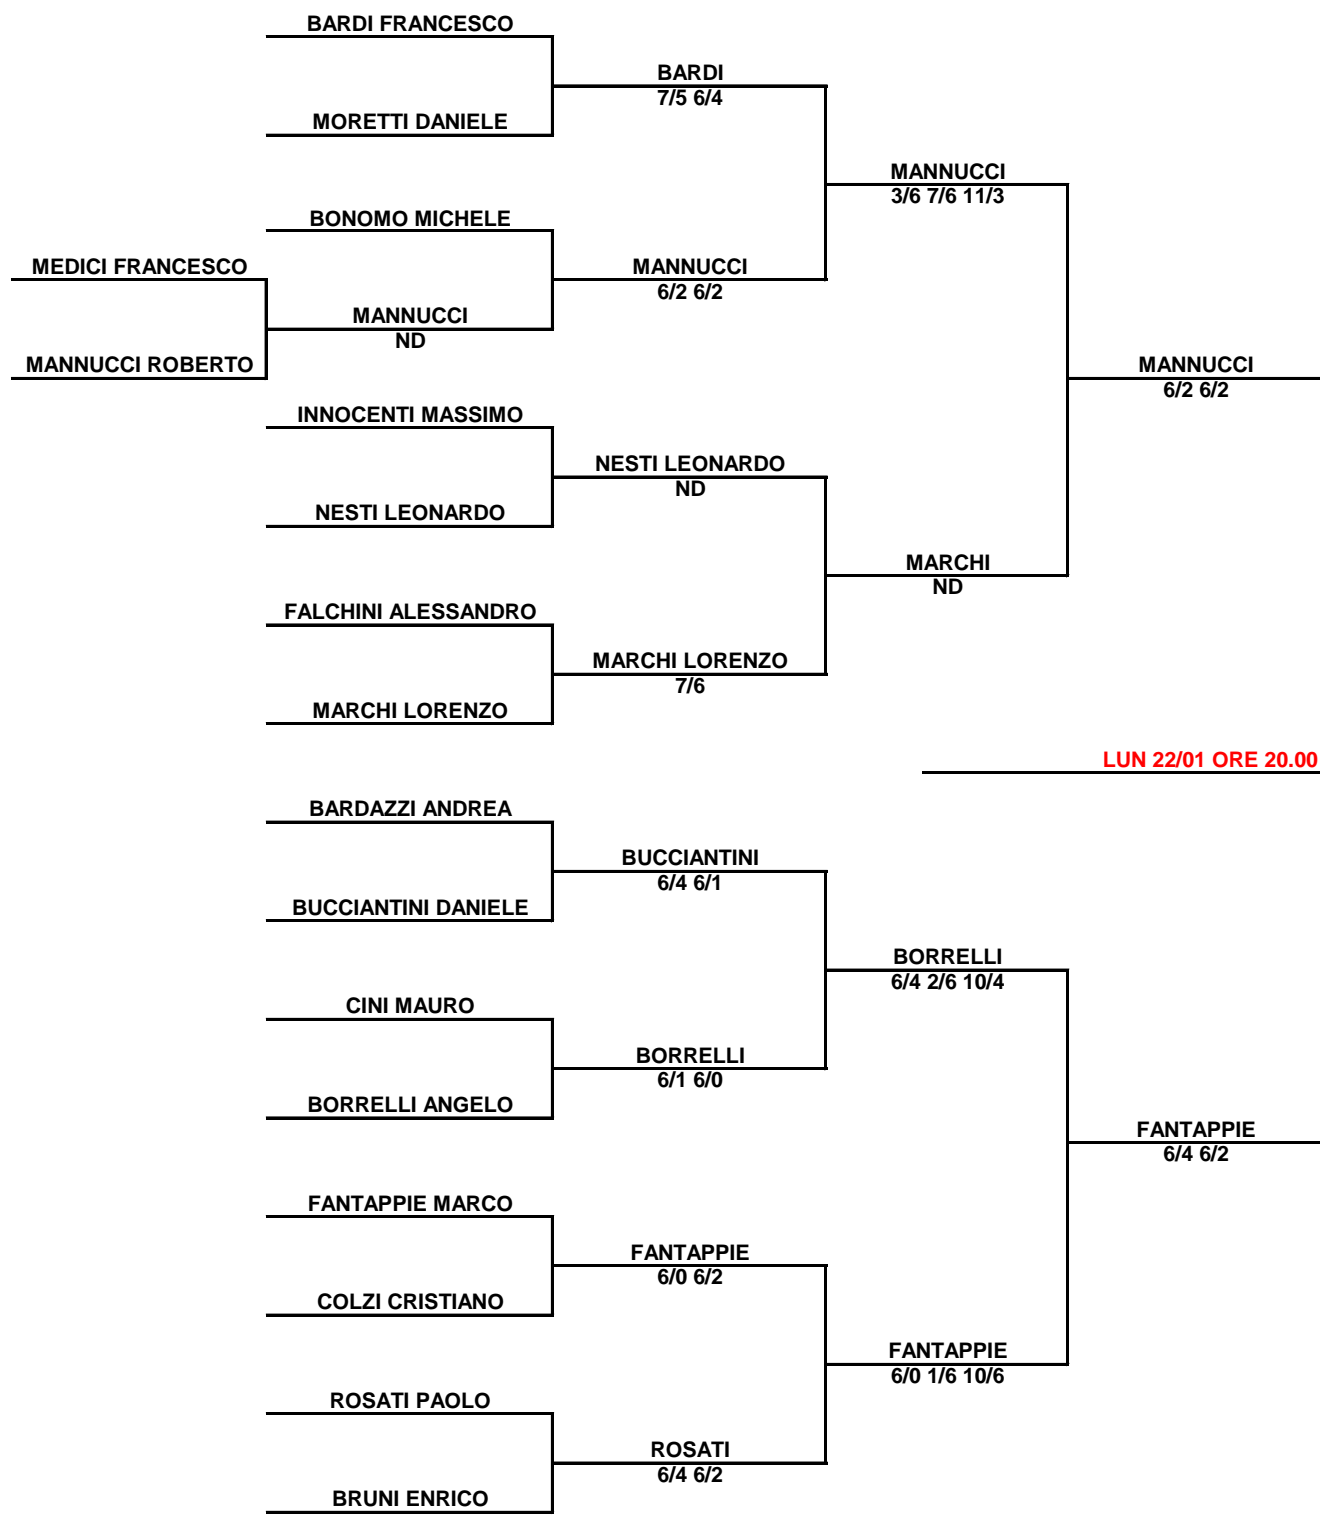 BARDI FRANCESCO
BARDI
7/5 6/4
MORETTI DANIELE
MANNUCCI
3/6 7/6 11/3
BONOMO MICHELE
MEDICI FRANCESCO
MANNUCCI
6/2 6/2
MANNUCCI
ND
MANNUCCI ROBERTO
MANNUCCI
6/2 6/2
INNOCENTI MASSIMO
NESTI LEONARDO
ND
NESTI LEONARDO
MARCHI
ND
FALCHINI ALESSANDRO
MARCHI LORENZO
7/6
MARCHI LORENZO
LUN 22/01 ORE 20.00
BARDAZZI ANDREA
BUCCIANTINI
6/4 6/1
BUCCIANTINI DANIELE
BORRELLI
6/4 2/6 10/4
CINI MAURO
BORRELLI
6/1 6/0
BORRELLI ANGELO
FANTAPPIE
6/4 6/2
FANTAPPIE MARCO
FANTAPPIE
6/0 6/2
COLZI CRISTIANO
FANTAPPIE
6/0 1/6 10/6
ROSATI PAOLO
ROSATI
6/4 6/2
BRUNI ENRICO